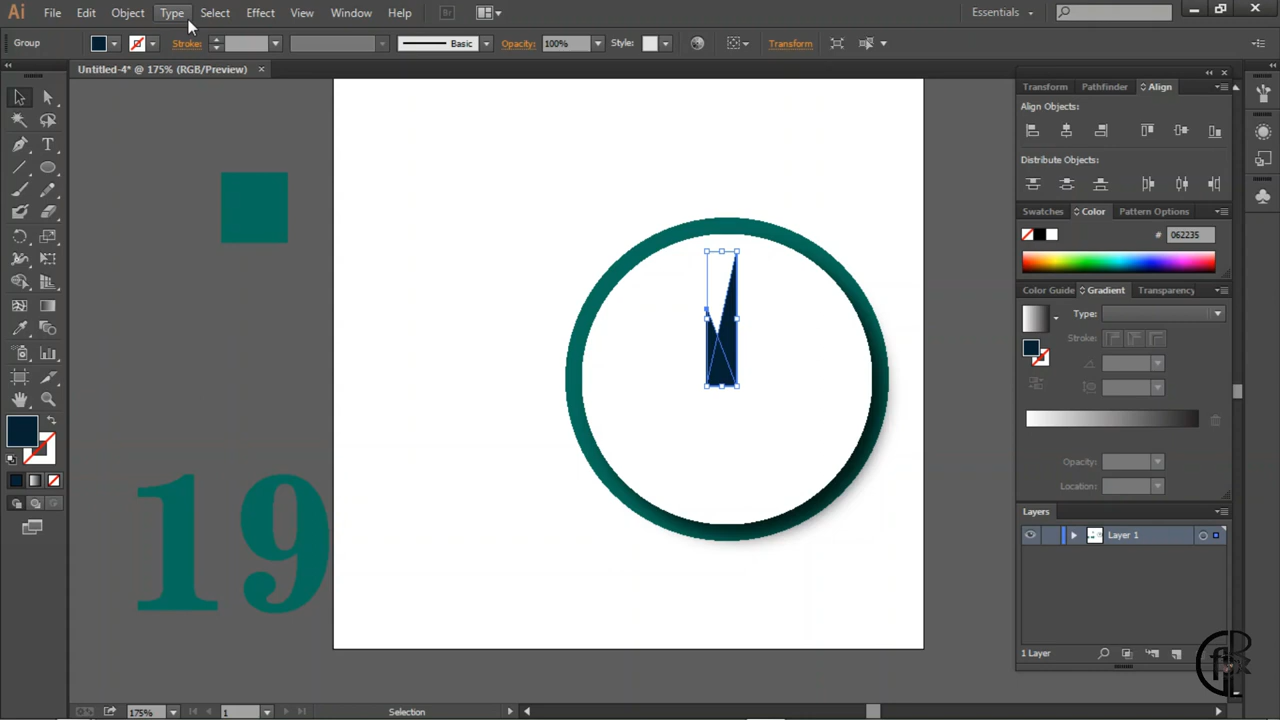 Ai File Edit Object Type Select Effect View Window Help Br Essentials
Group Stroke: Basic Opacity: 100% Style: Transform
Untitled-4* @ 175% (RGB/Preview) ×
Transform Pathfinder Align
Align Objects:
Distribute Objects:
Swatches Color Pattern Options
# 062235
Color Guide Gradient Transparency
Type:
Stroke:
19
Opacity:
Location:
Layers
Layer 1
1 Layer
175% 1 Selection